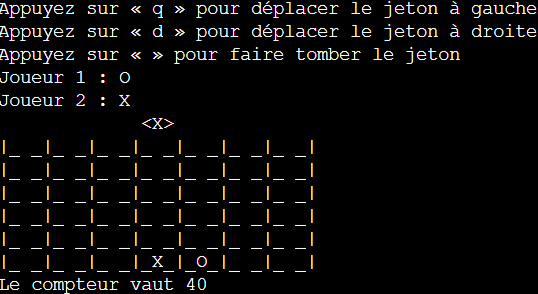 Appuyez sur « q » pour déplacer le jeton à gauche
Appuyez sur « d » pour déplacer le jeton à droite
Appuyez sur « » pour faire tomber le jeton
Joueur 1 : O
Joueur 2 : X
<X>
|_ _|_ _|_ _|_ _|_ _|_ _|_ _|
|_ _|_ _|_ _|_ _|_ _|_ _|_ _|
|_ _|_ _|_ _|_ _|_ _|_ _|_ _|
|_ _|_ _|_ _|_ _|_ _|_ _|_ _|
|_ _|_ _|_ _|_ _|_ _|_ _|_ _|
|_ _|_ _|_ _|_X_|_O_|_ _|_ _|
Le compteur vaut 40